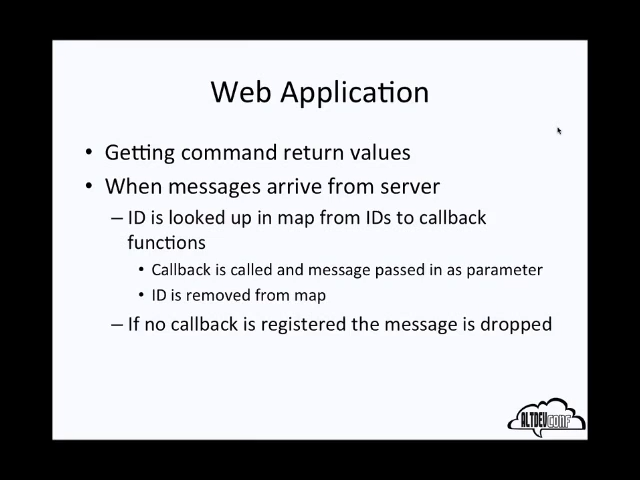 Web Application
• Getting command return values
• When messages arrive from server
– ID is looked up in map from IDs to callback
functions
• Callback is called and message passed in as parameter
• ID is removed from map
– If no callback is registered the message is dropped
ALTDEVCONF